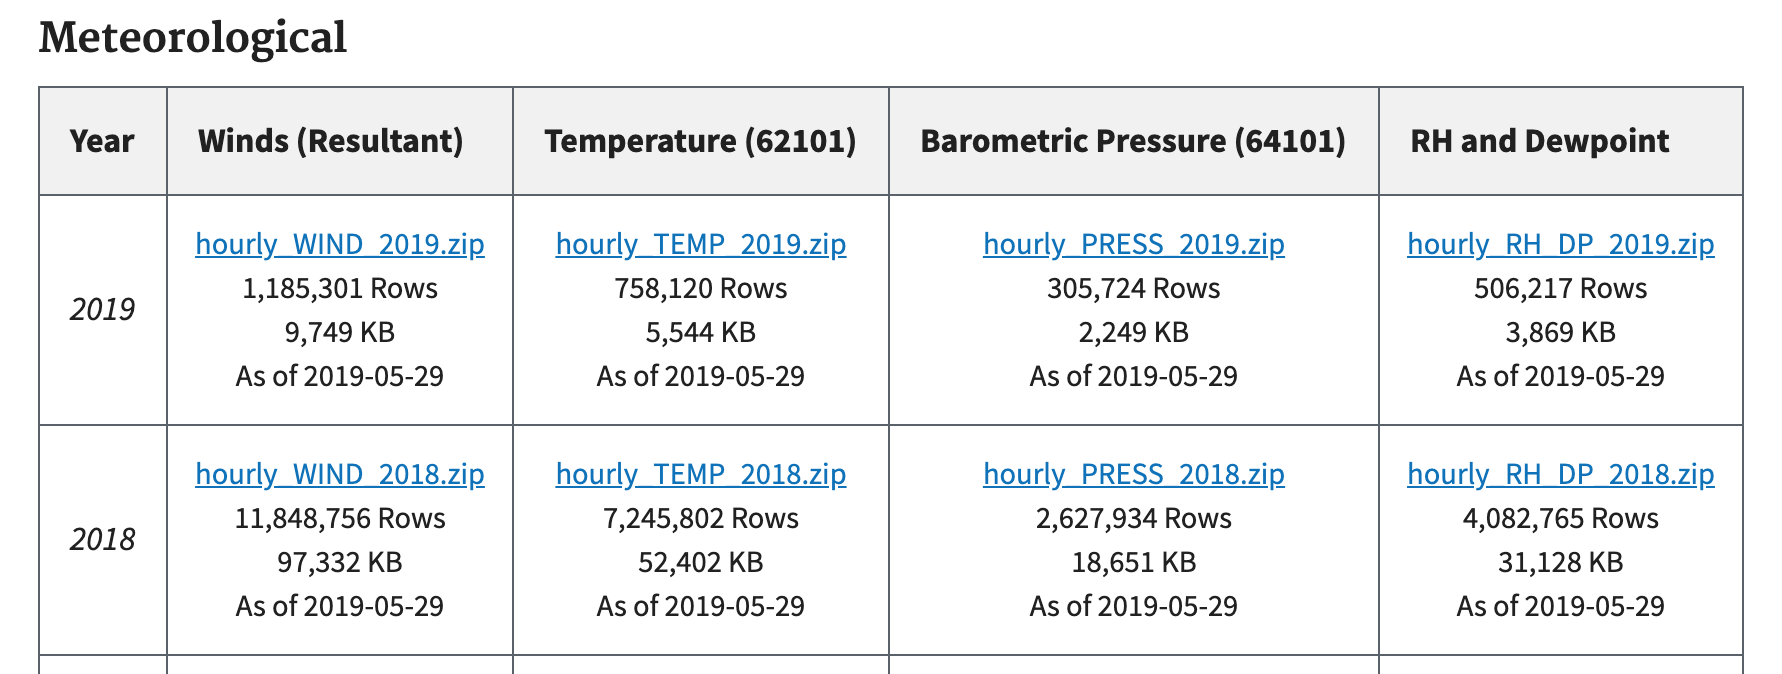 Meteorological
Year Winds (Resultant) Temperature (62101) Barometric Pressure (64101) RH and Dewpoint
2019
hourly_WIND_2019.zip
1,185,301 Rows
9,749 KB
As of 2019-05-29
hourly_TEMP_2019.zip
758,120 Rows
5,544 KB
As of 2019-05-29
hourly_PRESS_2019.zip
305,724 Rows
2,249 KB
As of 2019-05-29
hourly_RH_DP_2019.zip
506,217 Rows
3,869 KB
As of 2019-05-29
2018
hourly_WIND_2018.zip
11,848,756 Rows
97,332 KB
As of 2019-05-29
hourly_TEMP_2018.zip
7,245,802 Rows
52,402 KB
As of 2019-05-29
hourly_PRESS_2018.zip
2,627,934 Rows
18,651 KB
As of 2019-05-29
hourly_RH_DP_2018.zip
4,082,765 Rows
31,128 KB
As of 2019-05-29